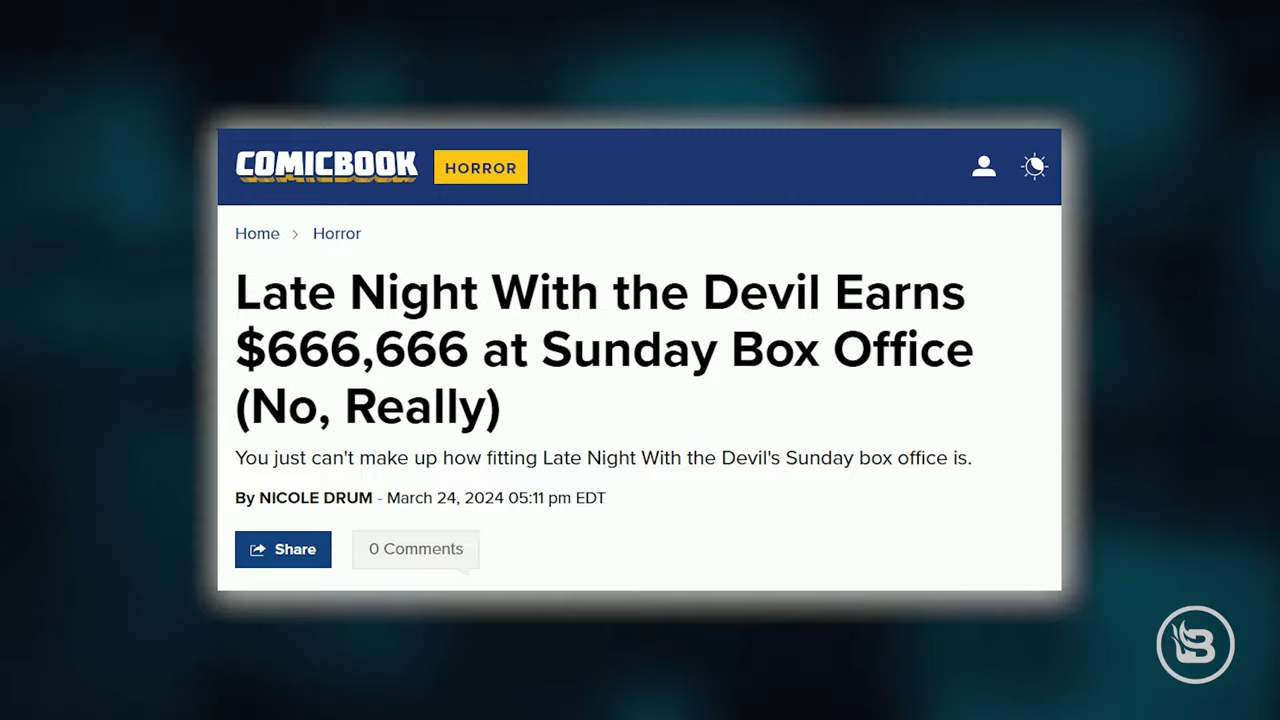 COMICBOOK HORROR
Home > Horror
Late Night With the Devil Earns
$666,666 at Sunday Box Office
(No, Really)
You just can't make up how fitting Late Night With the Devil's Sunday box office is.
By NICOLE DRUM - March 24, 2024 05:11 pm EDT
Share 0 Comments
B